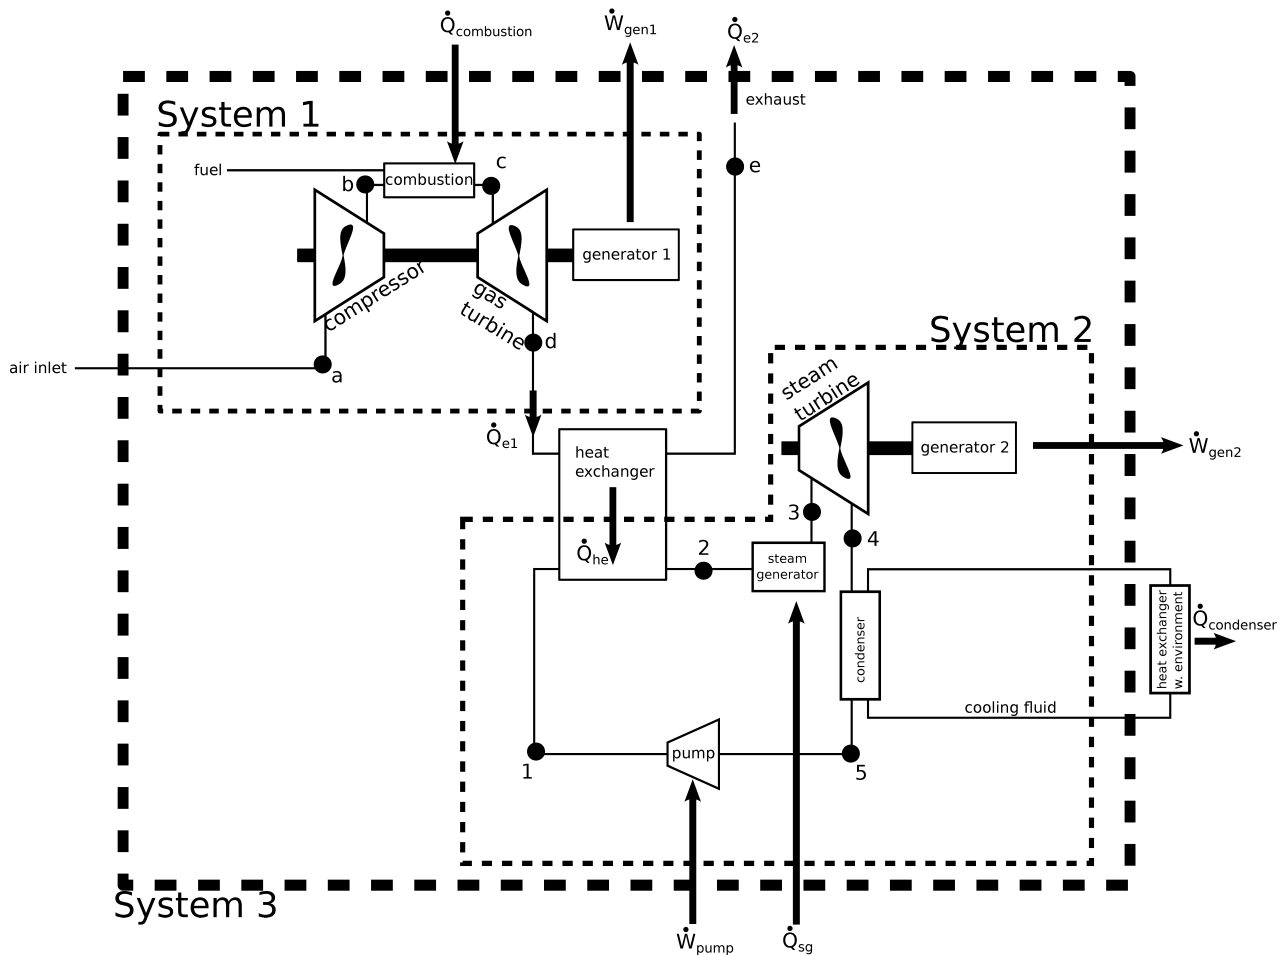 Q̇combustion
Ẇgen1
Q̇e2
exhaust
System 1
fuel
b
combustion
c
e
generator 1
compressor
gas
turbine
d
a
air inlet
System 2
steam
turbine
Q̇e1
heat
exchanger
generator 2
Ẇgen2
3
4
Q̇he
2
steam
generator
condenser
heat exchanger
w. environment
Q̇condenser
cooling fluid
1
pump
5
System 3
Ẇpump
Q̇sg